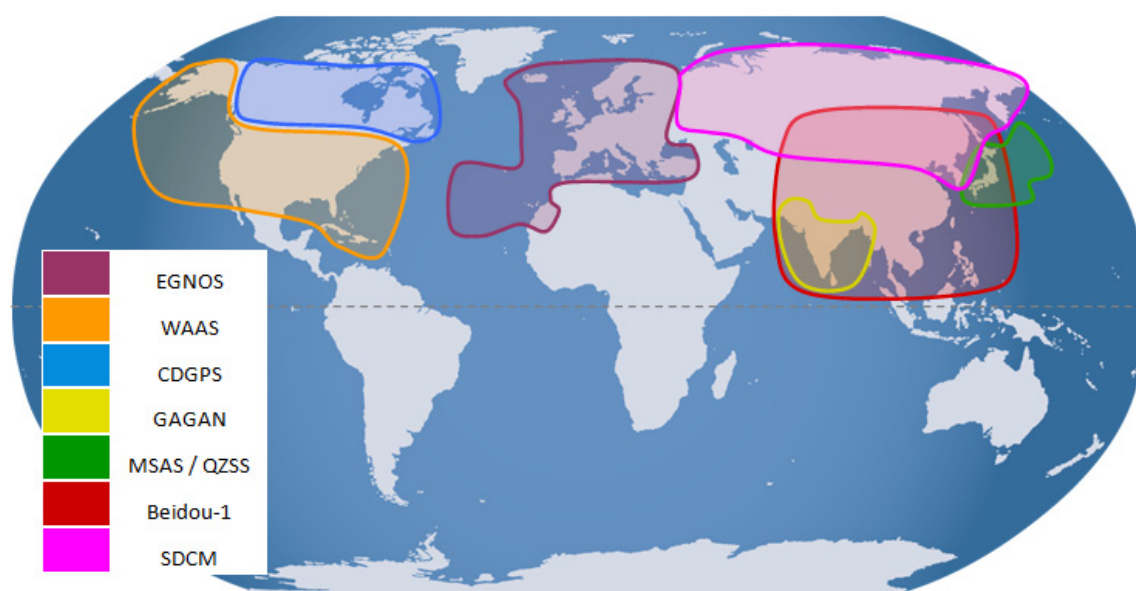 EGNOS
WAAS
CDGPS
GAGAN
MSAS / QZSS
Beidou-1
SDCM